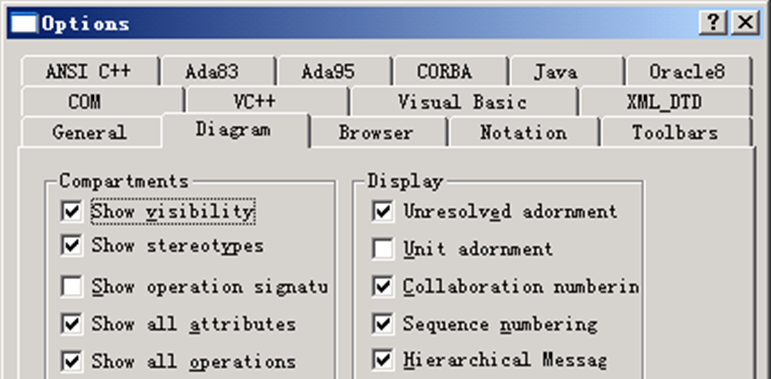 Options
ANSI C++ Ada83 Ada95 CORBA Java Oracle8
COM VC++ Visual Basic XML_DTD
General Diagram Browser Notation Toolbars
Compartments
Show visibility
Show stereotypes
Show operation signatu
Show all attributes
Show all operations
Display
Unresolved adornment
Unit adornment
Collaboration numberin
Sequence numbering
Hierarchical Messag